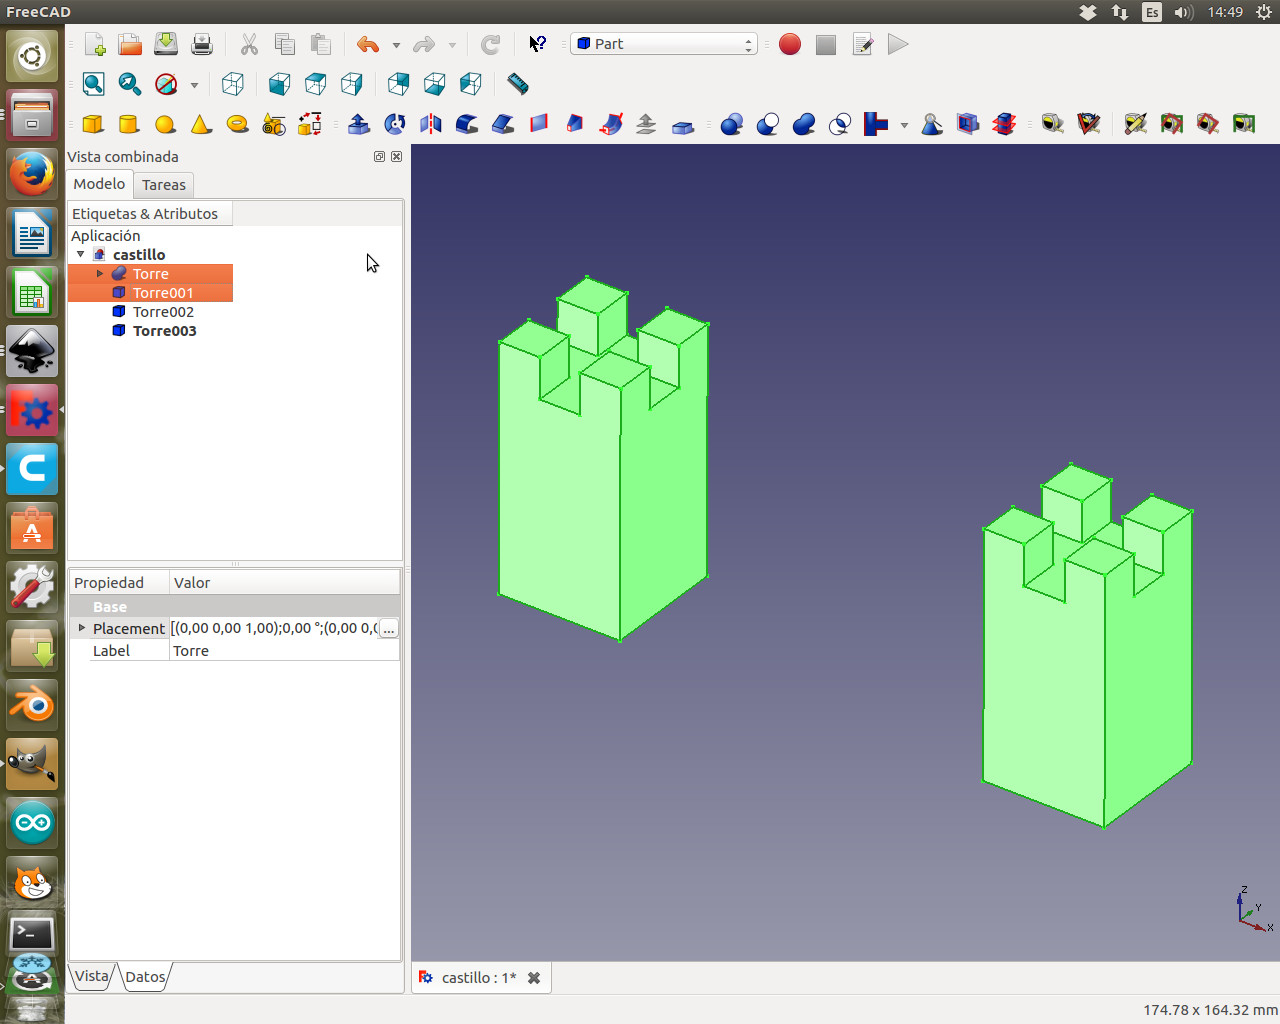 FreeCAD
Es
14:49
Part
Vista combinada
Modelo
Tareas
Etiquetas & Atributos
Aplicación
castillo
Torre
Torre001
Torre002
Torre003
Propiedad Valor
Base
Placement [(0,00 0,00 1,00);0,00 °;(0,00 0,0
...
Label Torre
Vista
Datos
castillo : 1*
Z
Y
X
174.78 x 164.32 mm